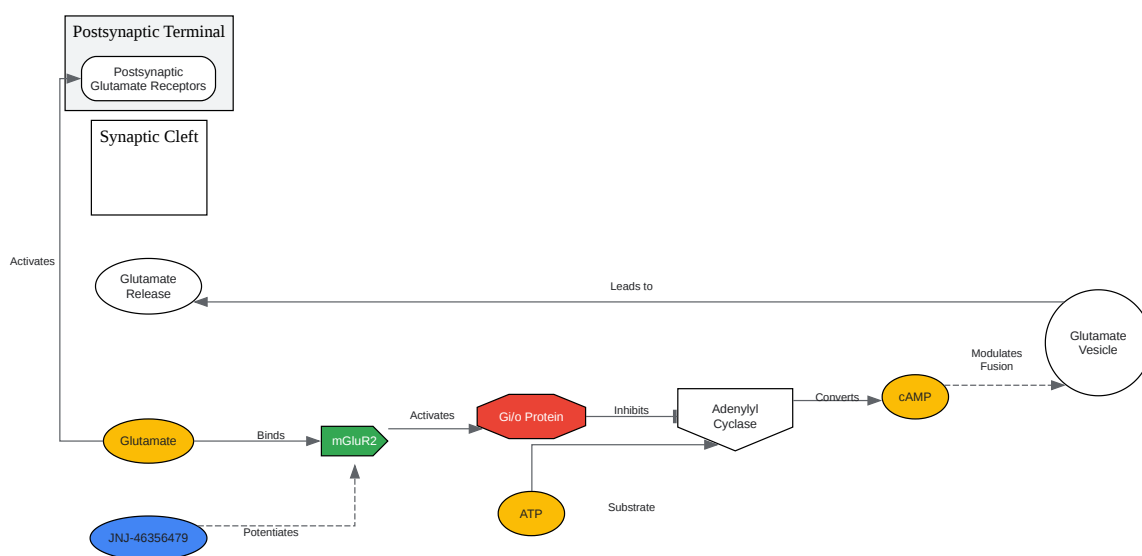 Postsynaptic Terminal
Postsynaptic
Glutamate Receptors
Synaptic Cleft
Activates
Glutamate
Release
Leads to
Glutamate
Vesicle
Modulates
Fusion
cAMP
Converts
Adenylyl
Cyclase
Inhibits
Gi/o Protein
Activates
mGluR2
Binds
Glutamate
ATP
Substrate
Potentiates
JNJ-46356479